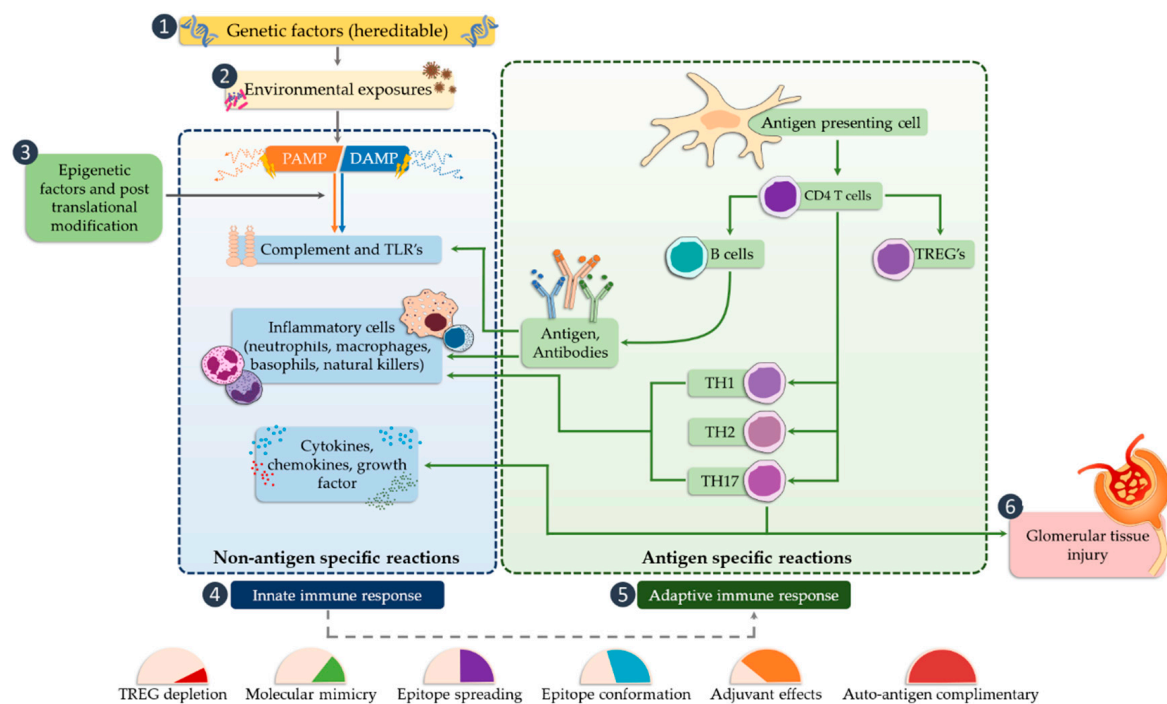 1
Genetic factors (hereditable)
2
Environmental exposures
3
Epigenetic
factors and post
translational
modification
PAMP
DAMP
Complement and TLR's
Inflammatory cells
(neutrophils, macrophages,
basophils, natural killers)
Cytokines,
chemokines, growth
factor
Non-antigen specific reactions
Antigen presenting cell
CD4 T cells
B cells
TREG's
Antigen,
Antibodies
TH1
TH2
TH17
Antigen specific reactions
6
Glomerular tissue
injury
4
Innate immune response
5
Adaptive immune response
TREG depletion
Molecular mimicry
Epitope spreading
Epitope conformation
Adjuvant effects
Auto-antigen complimentary